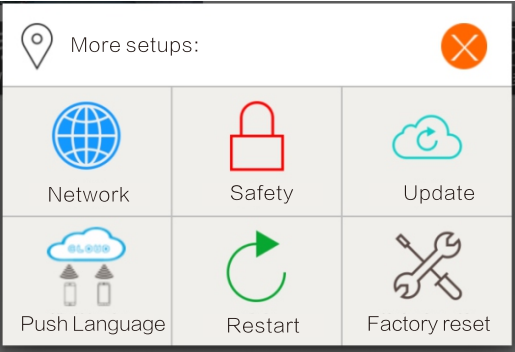 More setups:
Network
Safety
Update
CLOUD
Push Language
Restart
Factory reset